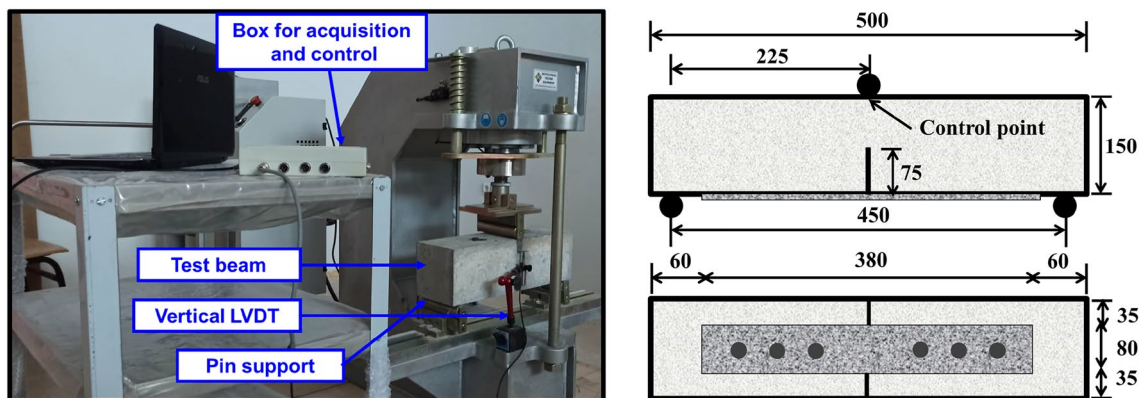 Box for acquisition
and control
Test beam
Vertical LVDT
Pin support
500
225
Control point
150
75
450
60
380
60
35
80
35